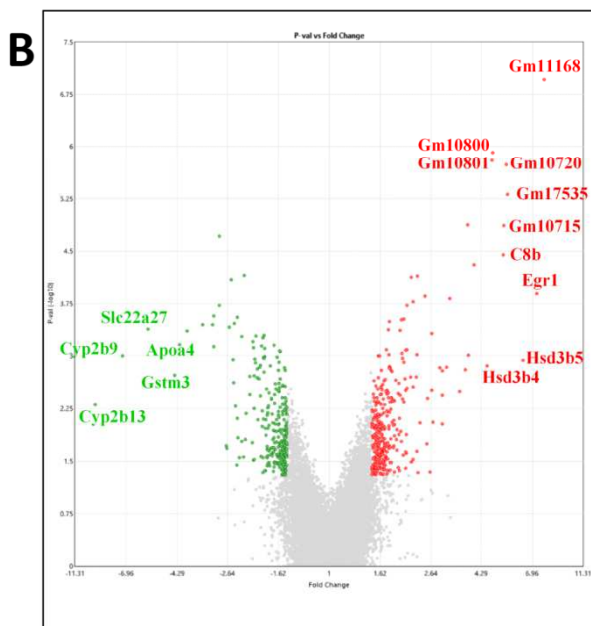 B
P-val vs Fold Change
P-val (-log10)
7.5
6.75
6
5.25
4.5
3.75
3
2.25
1.5
0.75
0
Gm11168
Gm10800
Gm10801
Gm10720
Gm17535
Gm10715
C8b
Egr1
Slc22a27
Cyp2b9
Apoa4
Hsd3b5
Gstm3
Hsd3b4
Cyp2b13
-11.31 -6.96 -4.29 -2.64 -1.62 1 1.62 2.64 4.29 6.96 11.31
Fold Change